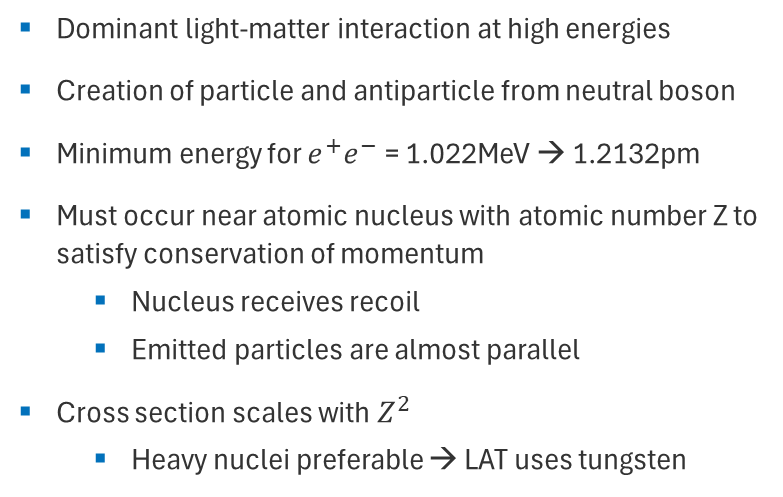 Dominant light-matter interaction at high energies
Creation of particle and antiparticle from neutral boson
Minimum energy for e⁺e⁻ = 1.022MeV → 1.2132pm
Must occur near atomic nucleus with atomic number Z to
satisfy conservation of momentum
Nucleus receives recoil
Emitted particles are almost parallel
Cross section scales with Z²
Heavy nuclei preferable → LAT uses tungsten